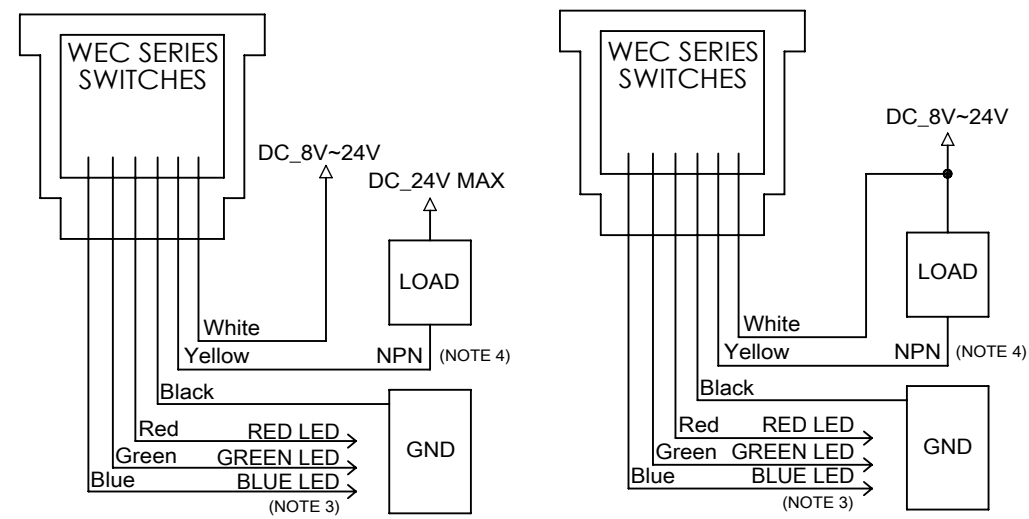 WEC SERIES
SWITCHES
DC_8V~24V
DC_24V MAX
LOAD
White
Yellow
NPN (NOTE 4)
Black
Red
RED LED
GND
Green
GREEN LED
Blue
BLUE LED
(NOTE 3)
WEC SERIES
SWITCHES
DC_8V~24V
LOAD
White
Yellow
NPN (NOTE 4)
Black
Red
RED LED
GND
Green
GREEN LED
Blue
BLUE LED
(NOTE 3)